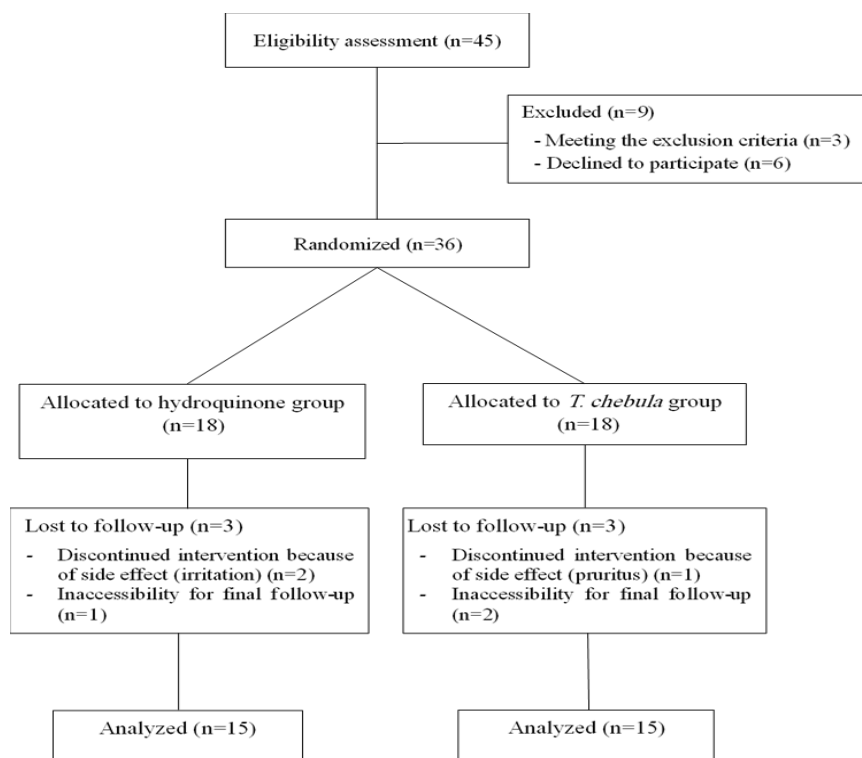 Eligibility assessment (n=45)
Excluded (n=9)
- Meeting the exclusion criteria (n=3)
- Declined to participate (n=6)
Randomized (n=36)
Allocated to hydroquinone group
(n=18)
Allocated to T. chebula group
(n=18)
Lost to follow-up (n=3)
- Discontinued intervention because
of side effect (irritation) (n=2)
- Inaccessibility for final follow-up
(n=1)
Lost to follow-up (n=3)
- Discontinued intervention because
of side effect (pruritus) (n=1)
- Inaccessibility for final follow-up
(n=2)
Analyzed (n=15)
Analyzed (n=15)